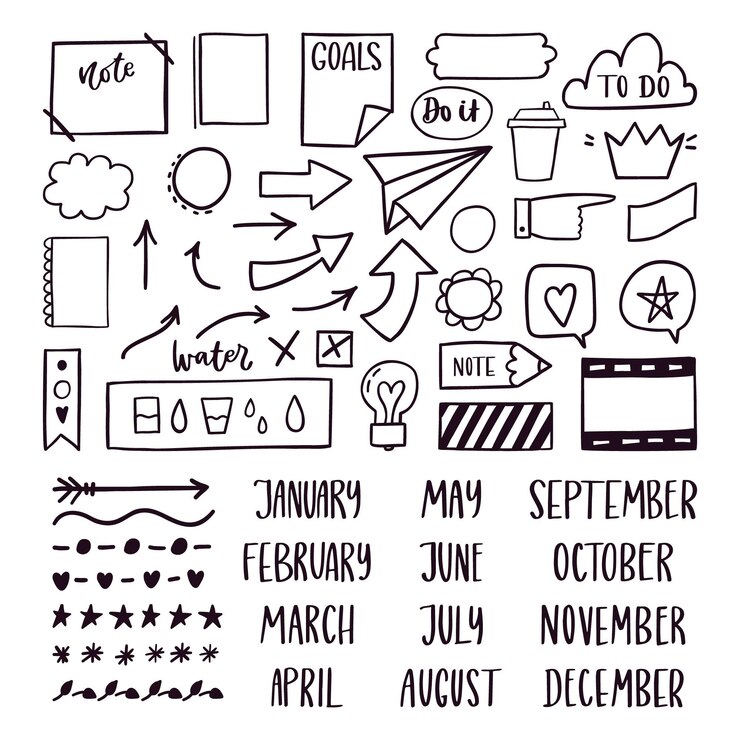 note
GOALS
TO DO
Do it
water
NOTE
JANUARY
MAY
SEPTEMBER
FEBRUARY
JUNE
OCTOBER
MARCH
JULY
NOVEMBER
APRIL
AUGUST
DECEMBER